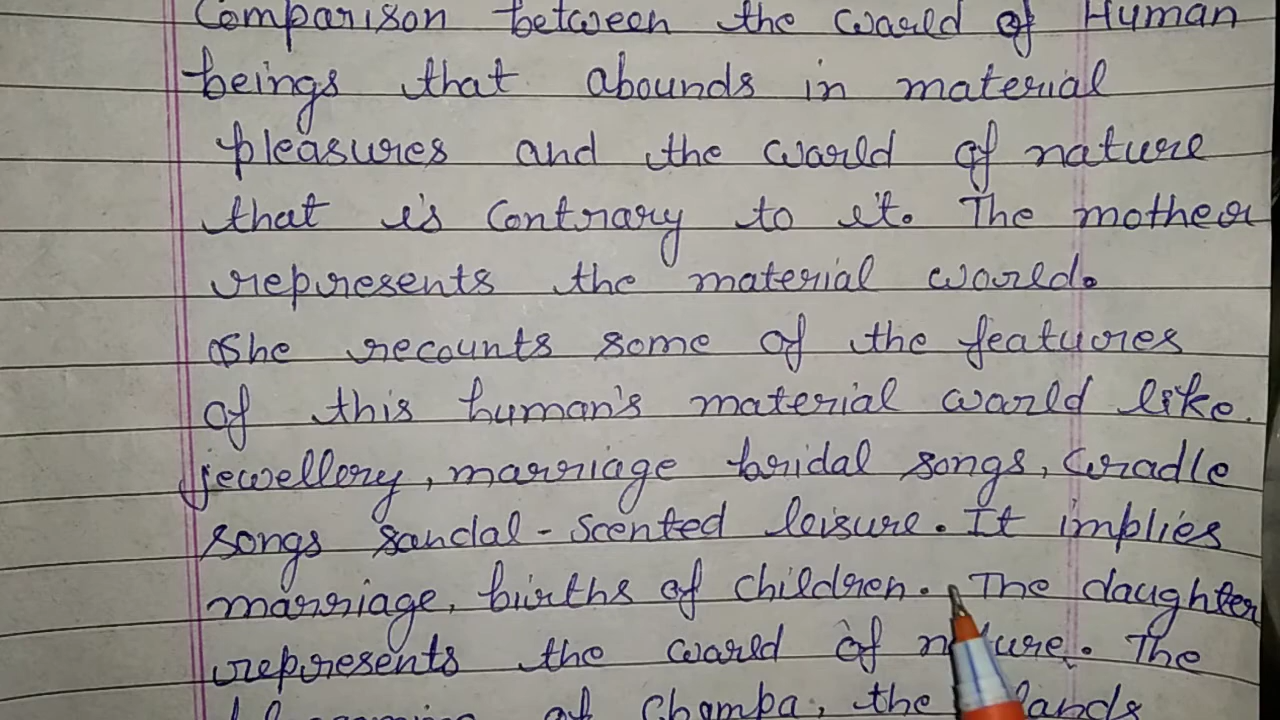 Comparison between the world of Human
beings that abounds in material
pleasures and the world of nature
that is Contrary to it. The mother
represents the material world.
She recounts some of the features
of this human's material world like
jewellery, marriage bridal songs, Cradle
songs sandal-scented leisure. It implies
marriage, births of children. The daughter
represents the world of nature. The
of Champa, the